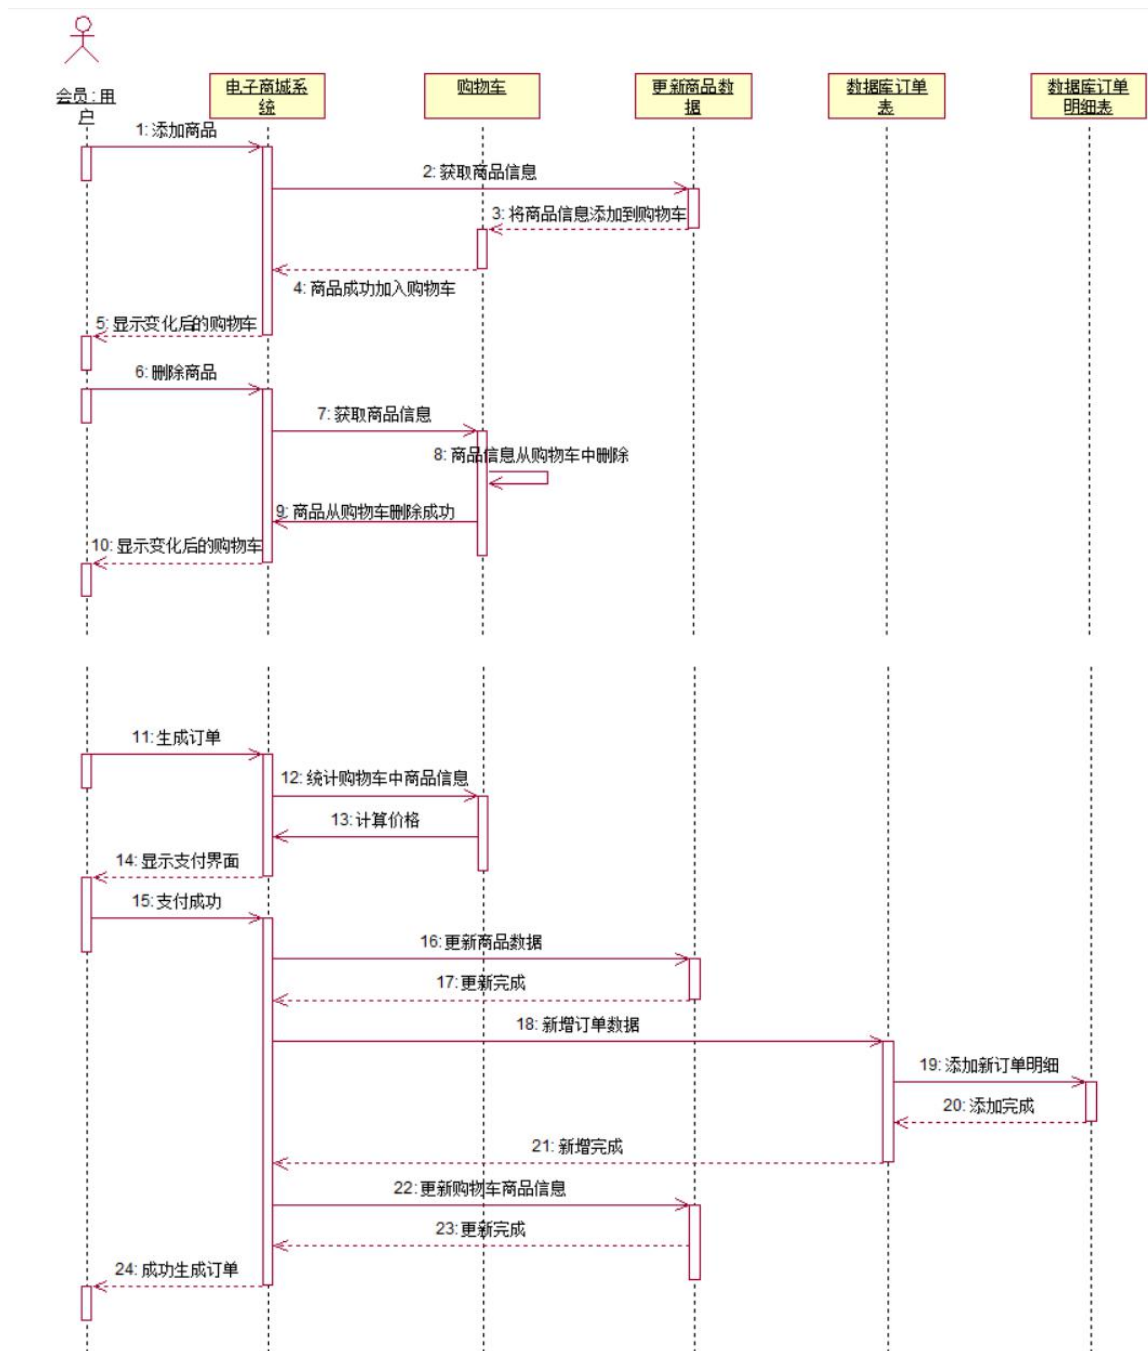 会员:用
户
电子商城系
统
购物车
更新商品数
据
数据库订单
表
数据库订单
明细表
1: 添加商品
2: 获取商品信息
3: 将商品信息添加到购物车
4: 商品成功加入购物车
5: 显示变化后的购物车
6: 删除商品
7: 获取商品信息
8: 商品信息从购物车中删除
9: 商品从购物车删除成功
10: 显示变化后的购物车
11: 生成订单
12: 统计购物车中商品信息
13: 计算价格
14: 显示支付界面
15: 支付成功
16: 更新商品数据
17: 更新完成
18: 新增订单数据
19: 添加新订单明细
20: 添加完成
21: 新增完成
22: 更新购物车商品信息
23: 更新完成
24: 成功生成订单